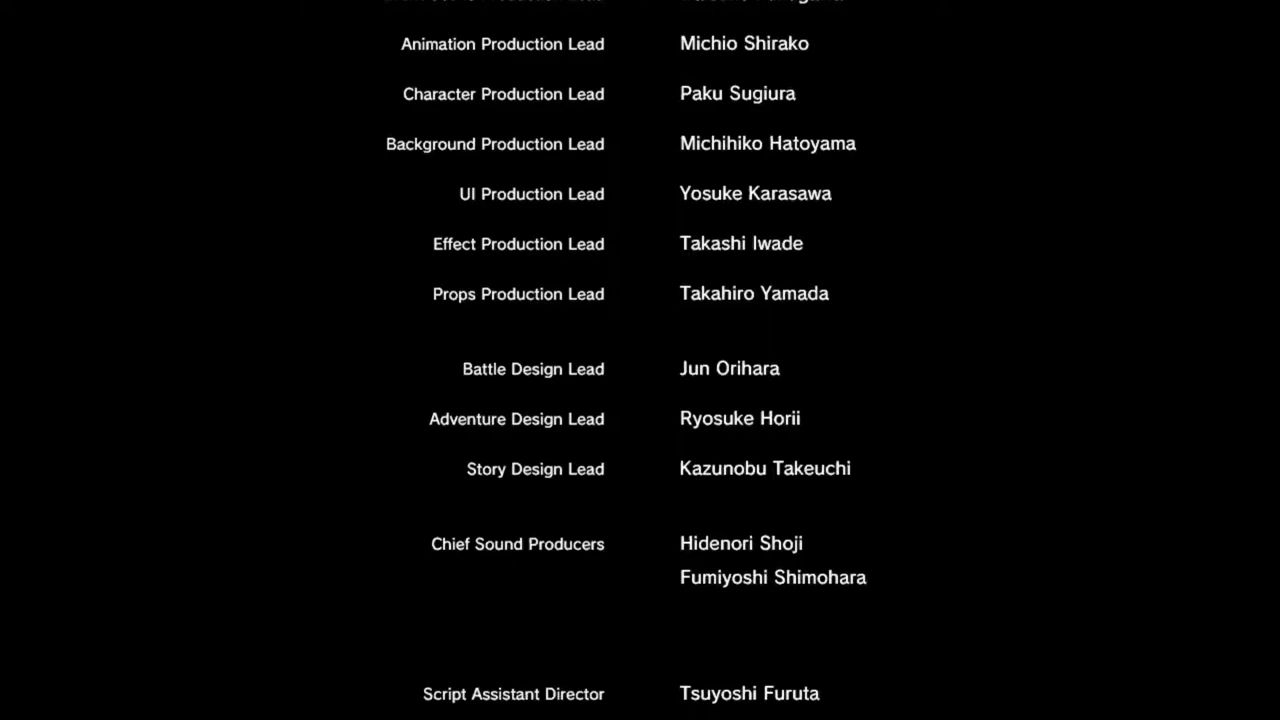 Animation Production Lead Michio Shirako
Character Production Lead Paku Sugiura
Background Production Lead Michihiko Hatoyama
UI Production Lead Yosuke Karasawa
Effect Production Lead Takashi Iwade
Props Production Lead Takahiro Yamada
Battle Design Lead Jun Orihara
Adventure Design Lead Ryosuke Horii
Story Design Lead Kazunobu Takeuchi
Chief Sound Producers Hidenori Shoji
Fumiyoshi Shimohara
Script Assistant Director Tsuyoshi Furuta